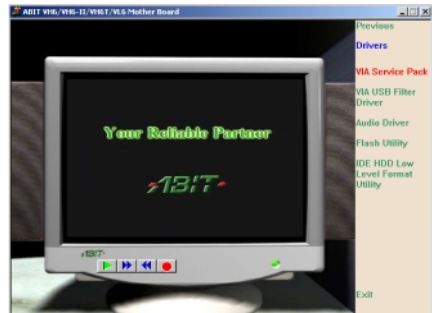 ABIT VH6/VH6-II/VH6T/VL6 Mother Board
Previous
Drivers
VIA Service Pack
VIA USB Filter
Driver
Audio Driver
Flash Utility
IDE HDD Low
Level Format
Utility
Exit
Your Reliable Partner
ABIT
ABIT